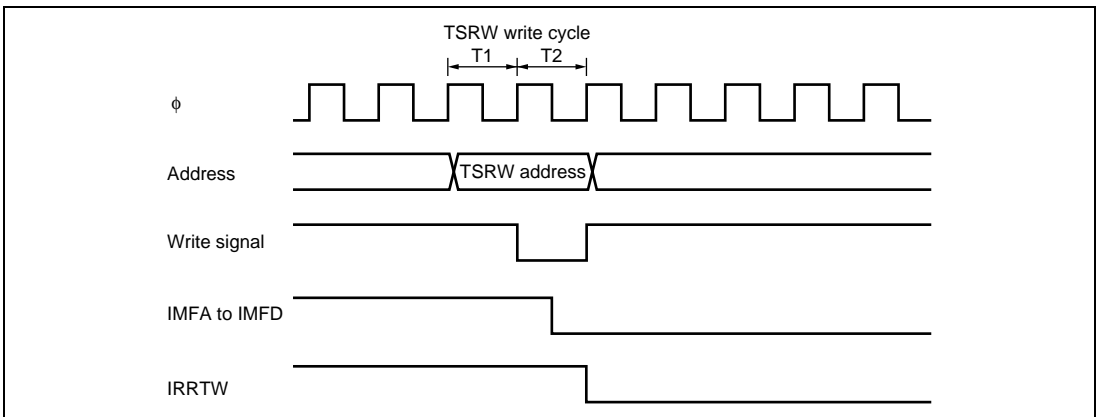 TSRW write cycle
T1 T2
ϕ
Address TSRW address
Write signal
IMFA to IMFD
IRRTW